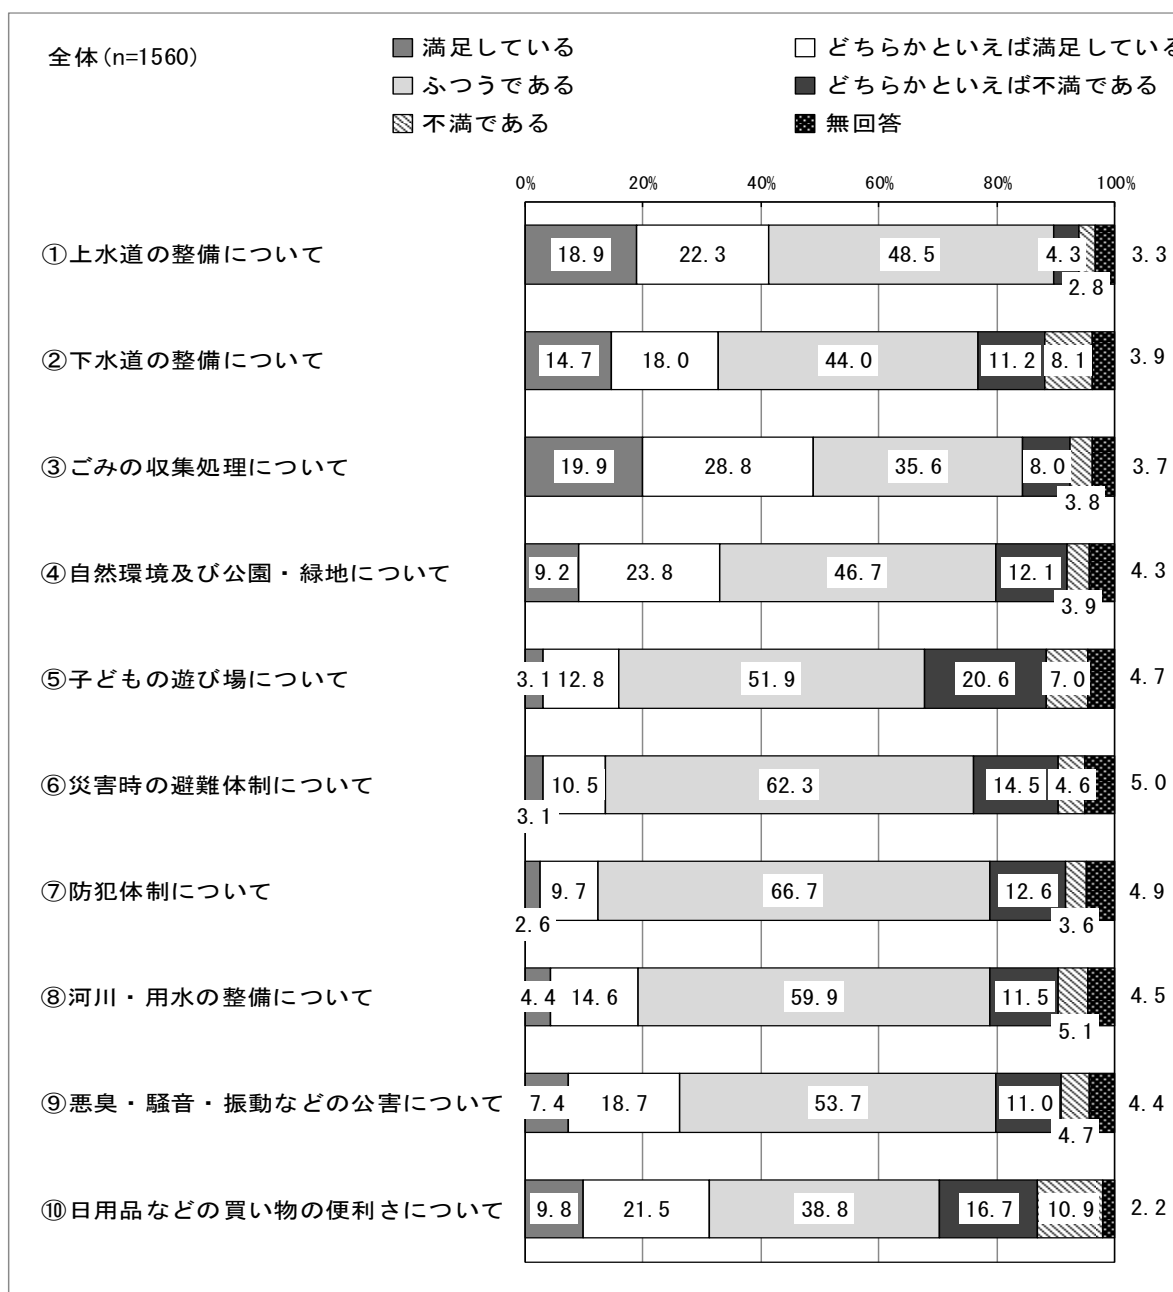 全体(n=1560)
満足している
どちらかといえば満足している
ふつうである
どちらかといえば不満である
不満である
無回答
0% 20% 40% 60% 80% 100%
①上水道の整備について 18.9 22.3 48.5 4.3 2.8 3.3
②下水道の整備について 14.7 18.0 44.0 11.2 8.1 3.9
③ごみの収集処理について 19.9 28.8 35.6 8.0 3.8 3.7
④自然環境及び公園・緑地について 9.2 23.8 46.7 12.1 3.9 4.3
⑤子どもの遊び場について 3.1 12.8 51.9 20.6 7.0 4.7
⑥災害時の避難体制について 3.1 10.5 62.3 14.5 4.6 5.0
⑦防犯体制について 2.6 9.7 66.7 12.6 3.6 4.9
⑧河川・用水の整備について 4.4 14.6 59.9 11.5 5.1 4.5
⑨悪臭・騒音・振動などの公害について 7.4 18.7 53.7 11.0 4.7 4.4
⑩日用品などの買い物の便利さについて 9.8 21.5 38.8 16.7 10.9 2.2